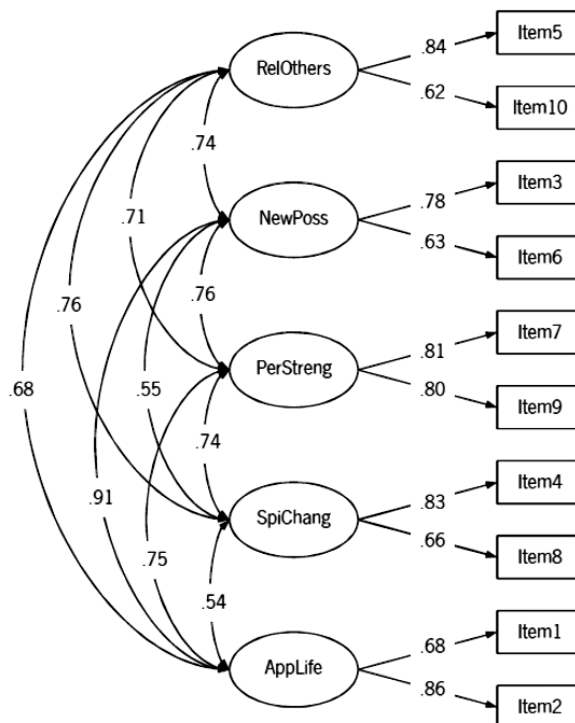 Item5
.84
RelOthers
.62
Item10
.74
Item3
.78
NewPoss
.71
.63
Item6
.76
.76
Item7
.81
PerStreng
.68
.55
.80
Item9
.74
Item4
.83
.91
SpiChang
.66
Item8
.75
.54
Item1
.68
AppLife
.86
Item2